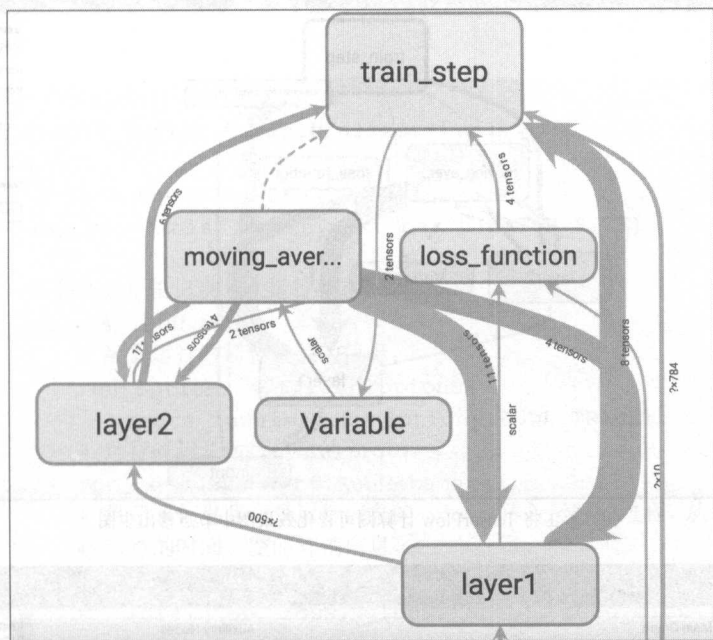 train_step
6 tensors
4 tensors
moving_aver...
2 tensors
loss_function
11 tensors
4 tensors
2 tensors
scalar
11 tensors
4 tensors
8 tensors
?×784
layer2
Variable
scalar
?×10
?×500
layer1